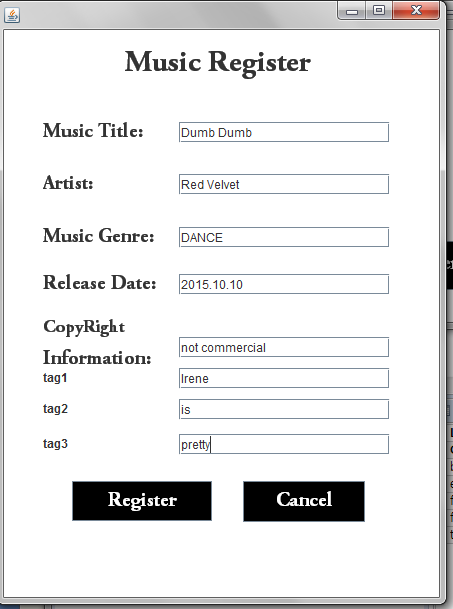 Music Register
Music Title: Dumb Dumb
Artist: Red Velvet
Music Genre: DANCE
Release Date: 2015.10.10
CopyRight
Information: not commercial
tag1 Irene
tag2 is
tag3 pretty
Register Cancel